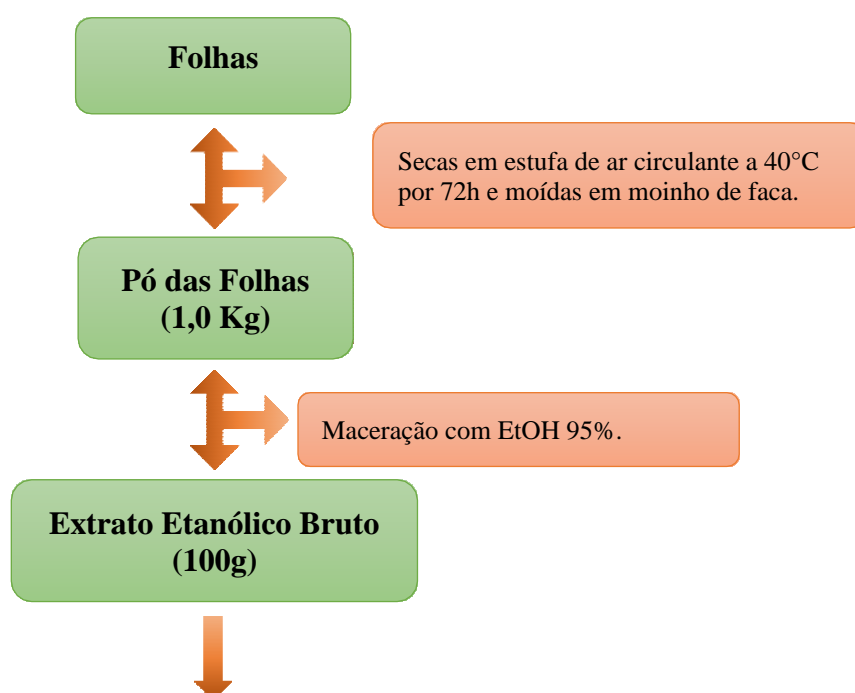 Folhas
Secas em estufa de ar circulante a 40°C
por 72h e moídas em moinho de faca.
Pó das Folhas
(1,0 Kg)
Maceração com EtOH 95%.
Extrato Etanólico Bruto
(100g)